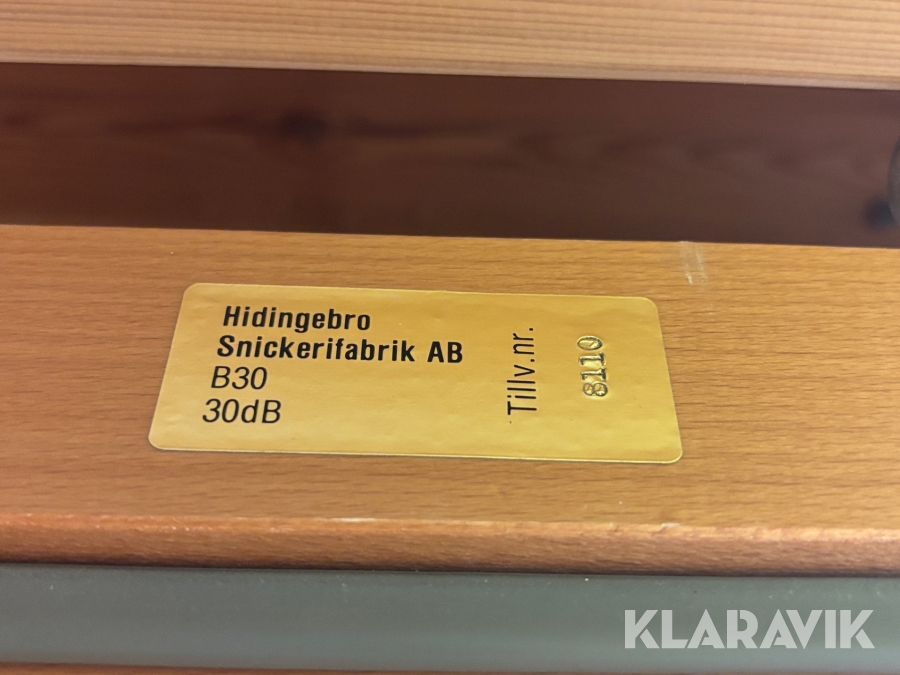 Hidingebro
Snickerifabrik AB
B30
30dB
Tillv.nr.
8110
KLARAVIK